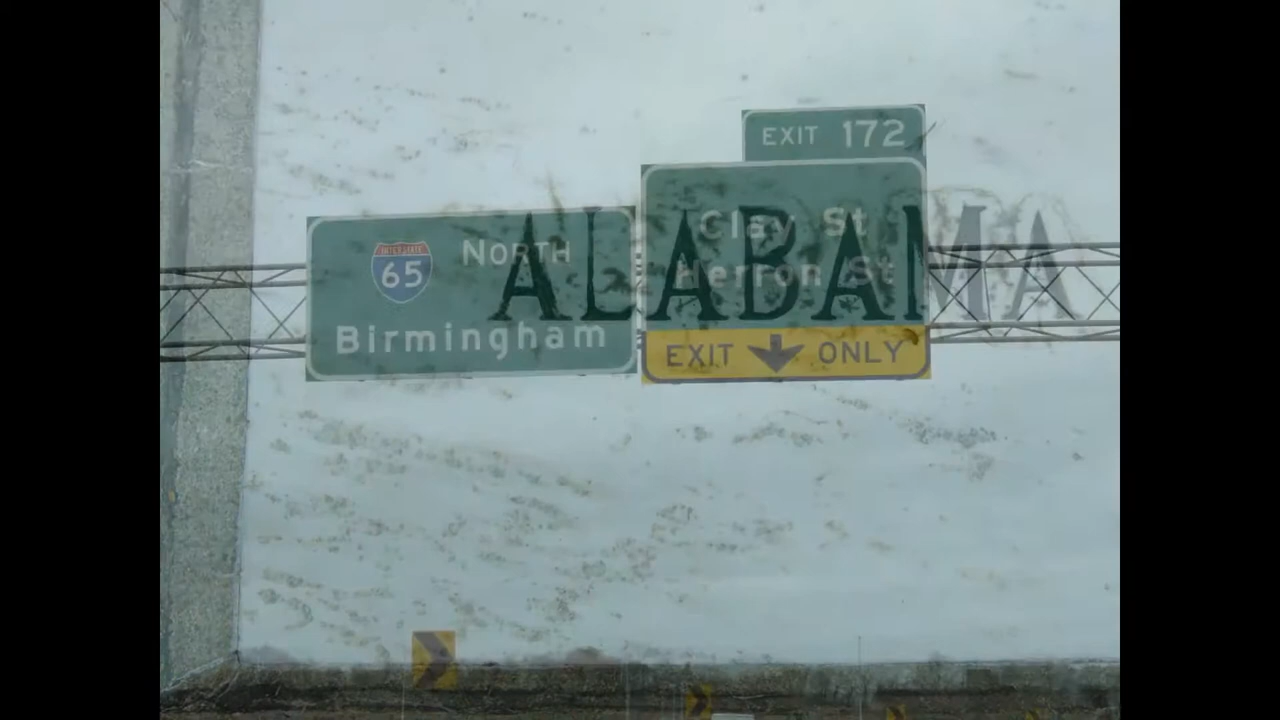 EXIT 172
INTERSTATE
65
NORTH
Birmingham
Clay St
Herron St
EXIT ONLY
ALABAMA